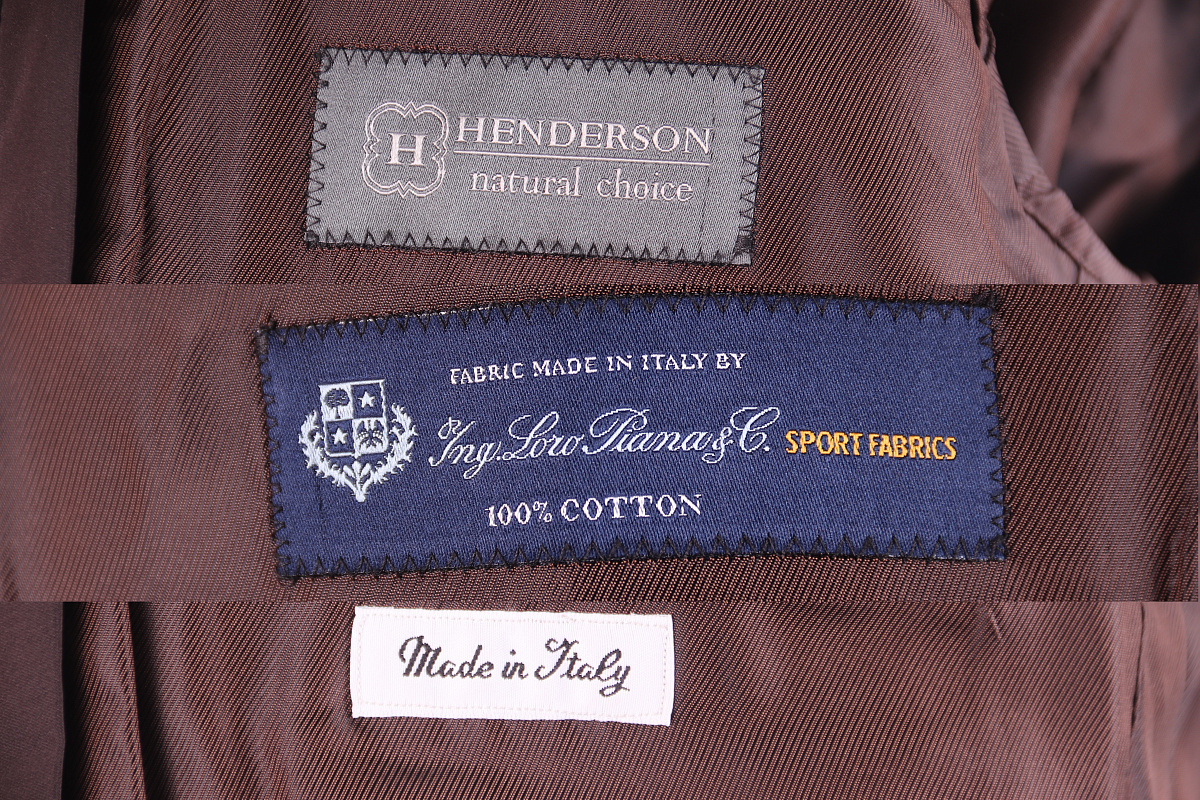 H HENDERSON
natural choice
FABRIC MADE IN ITALY BY
Ing. Loro Piana & C. SPORT FABRICS
100% COTTON
Made in Italy